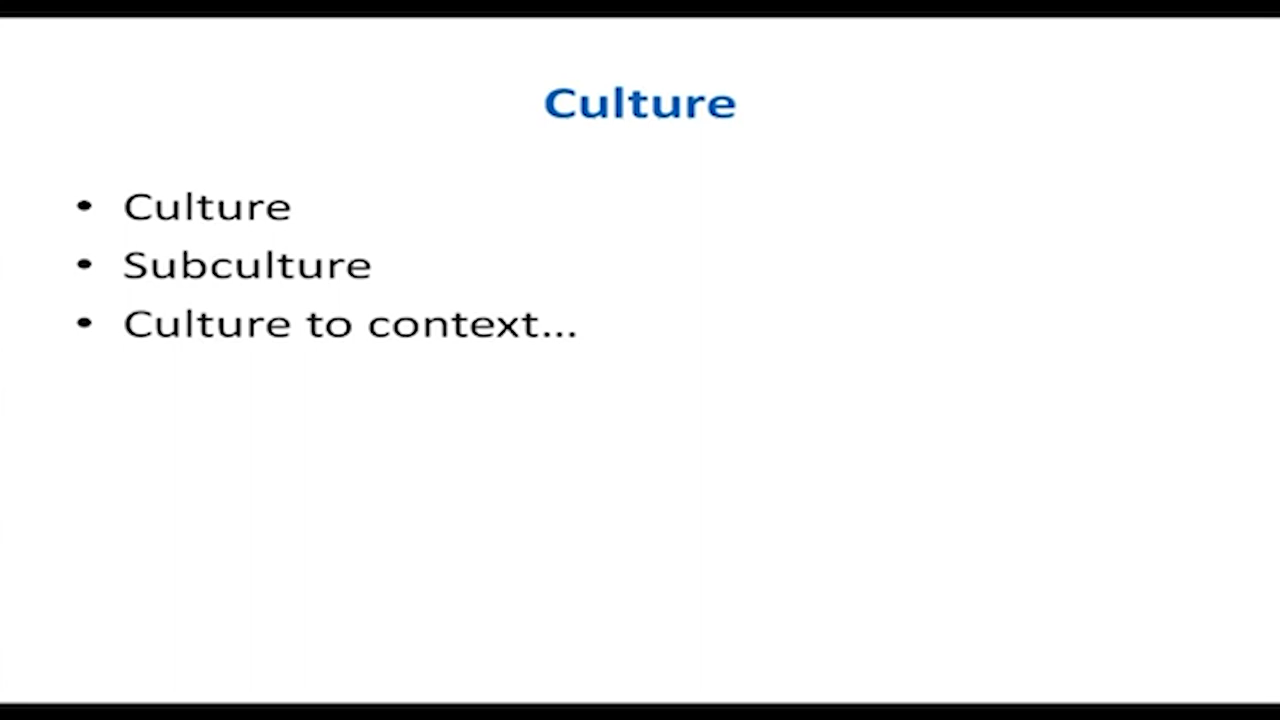 Culture
• Culture
• Subculture
• Culture to context...